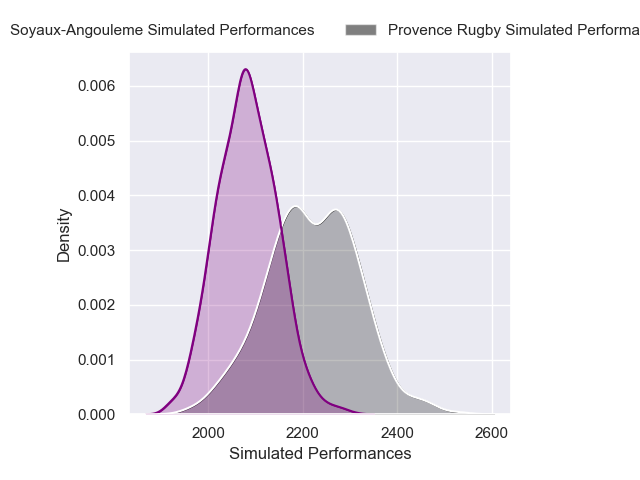 Soyaux-Angouleme Simulated Performances
Provence Rugby Simulated Performa
0.006
0.005
0.004
0.003
0.002
0.001
0.000
Density
2000 2200 2400 2600
Simulated Performances